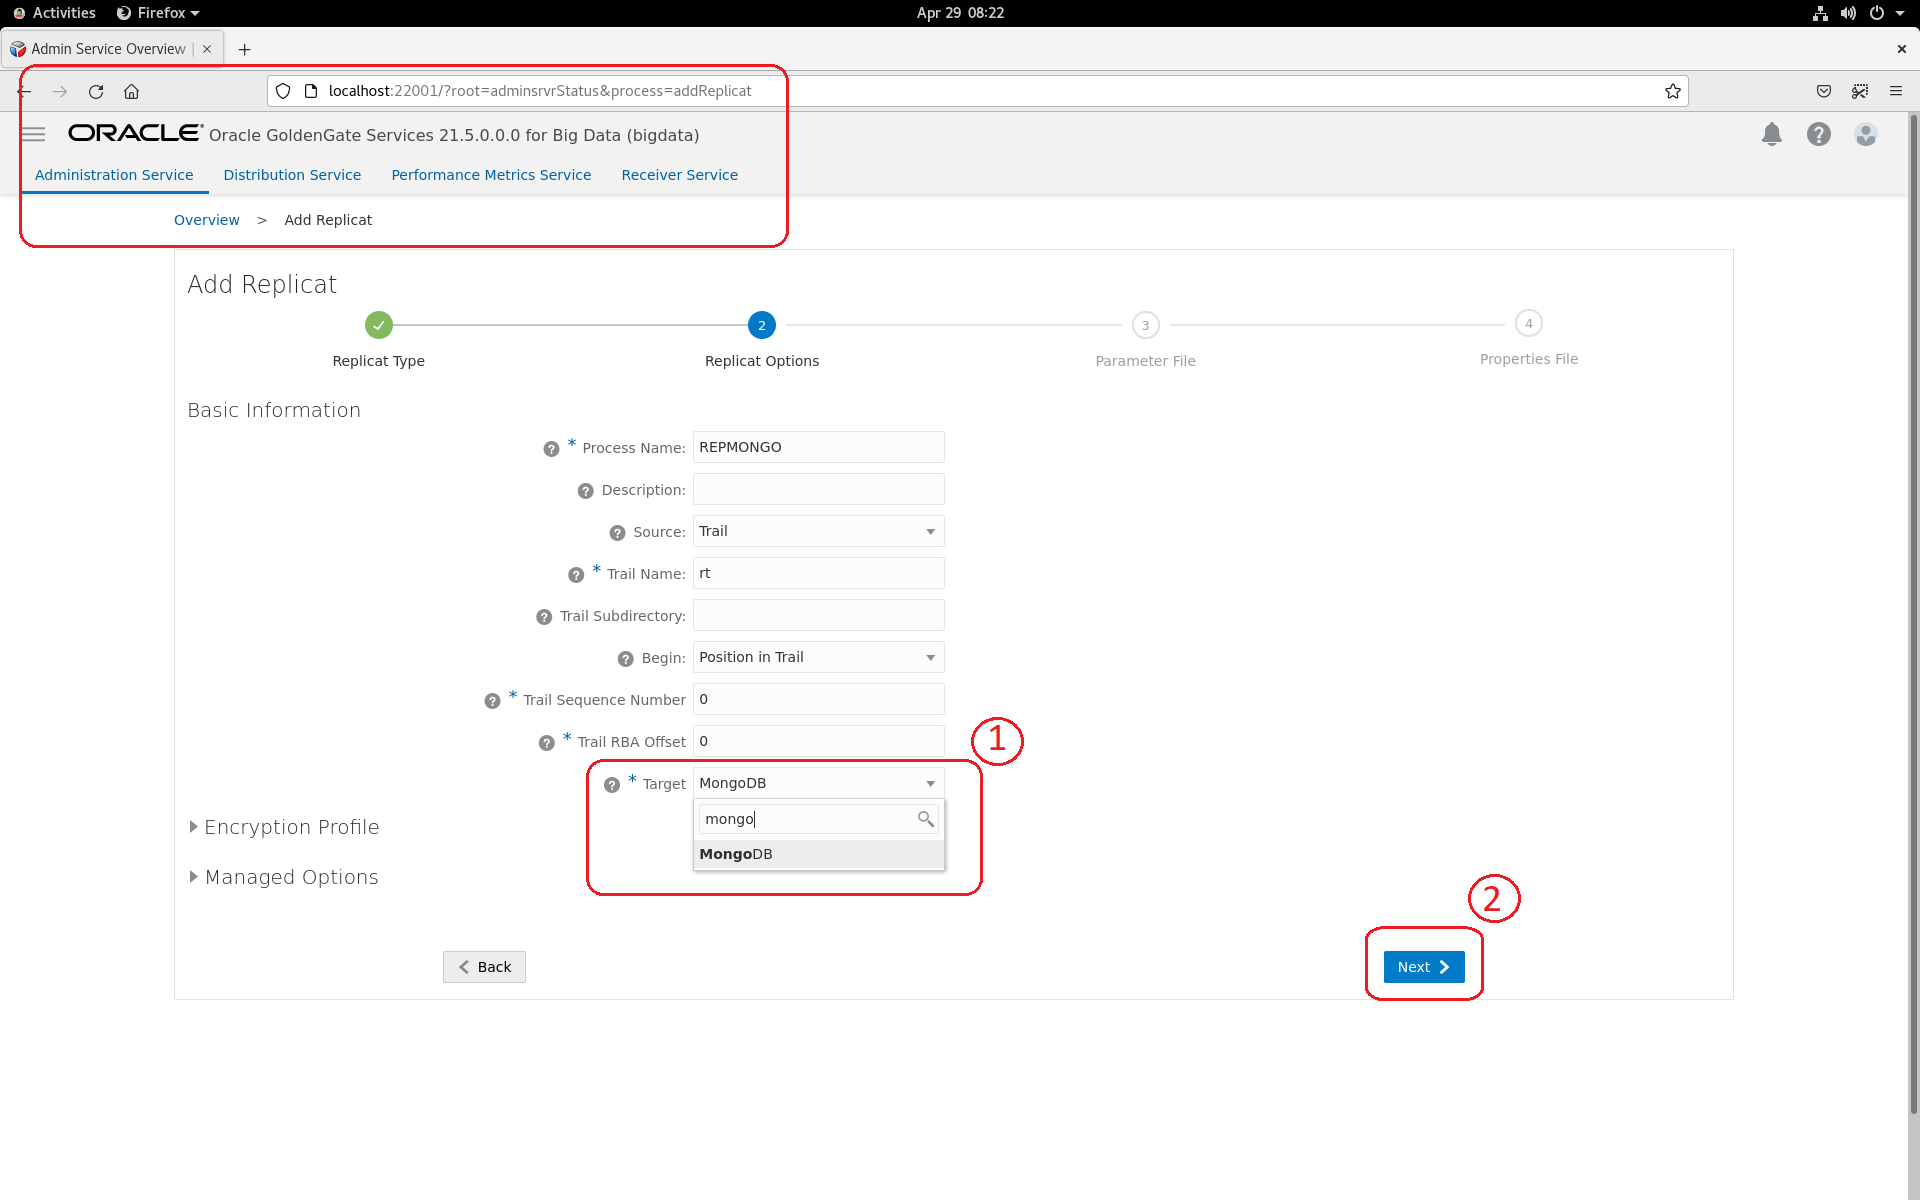 Activities Firefox Apr 29 08:22
Admin Service Overview |
localhost:22001/?root=adminsrvrStatus&process=addReplicat
ORACLE Oracle GoldenGate Services 21.5.0.0.0 for Big Data (bigdata)
Administration Service Distribution Service Performance Metrics Service Receiver Service
Overview > Add Replicat
Add Replicat
2 3 4
Replicat Type Replicat Options Parameter File Properties File
Basic Information
? * Process Name: REPMONGO
? Description:
? Source: Trail
? * Trail Name: rt
? Trail Subdirectory:
? Begin: Position in Trail
? * Trail Sequence Number 0
? * Trail RBA Offset 0
1
? * Target MongoDB
mongo
MongoDB
Encryption Profile
Managed Options
2
Back Next